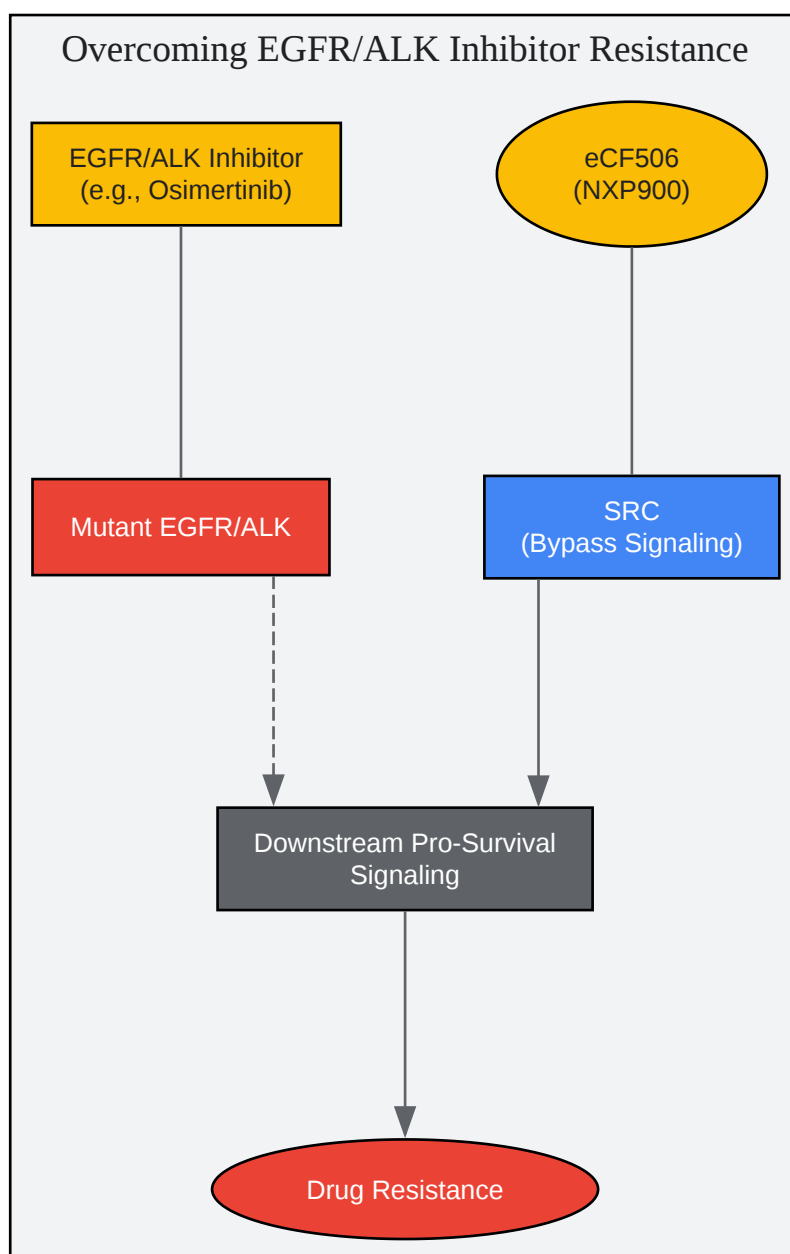 Overcoming EGFR/ALK Inhibitor Resistance
EGFR/ALK Inhibitor
(e.g., Osimertinib)
eCF506
(NXP900)
Mutant EGFR/ALK
SRC
(Bypass Signaling)
Downstream Pro-Survival
Signaling
Drug Resistance